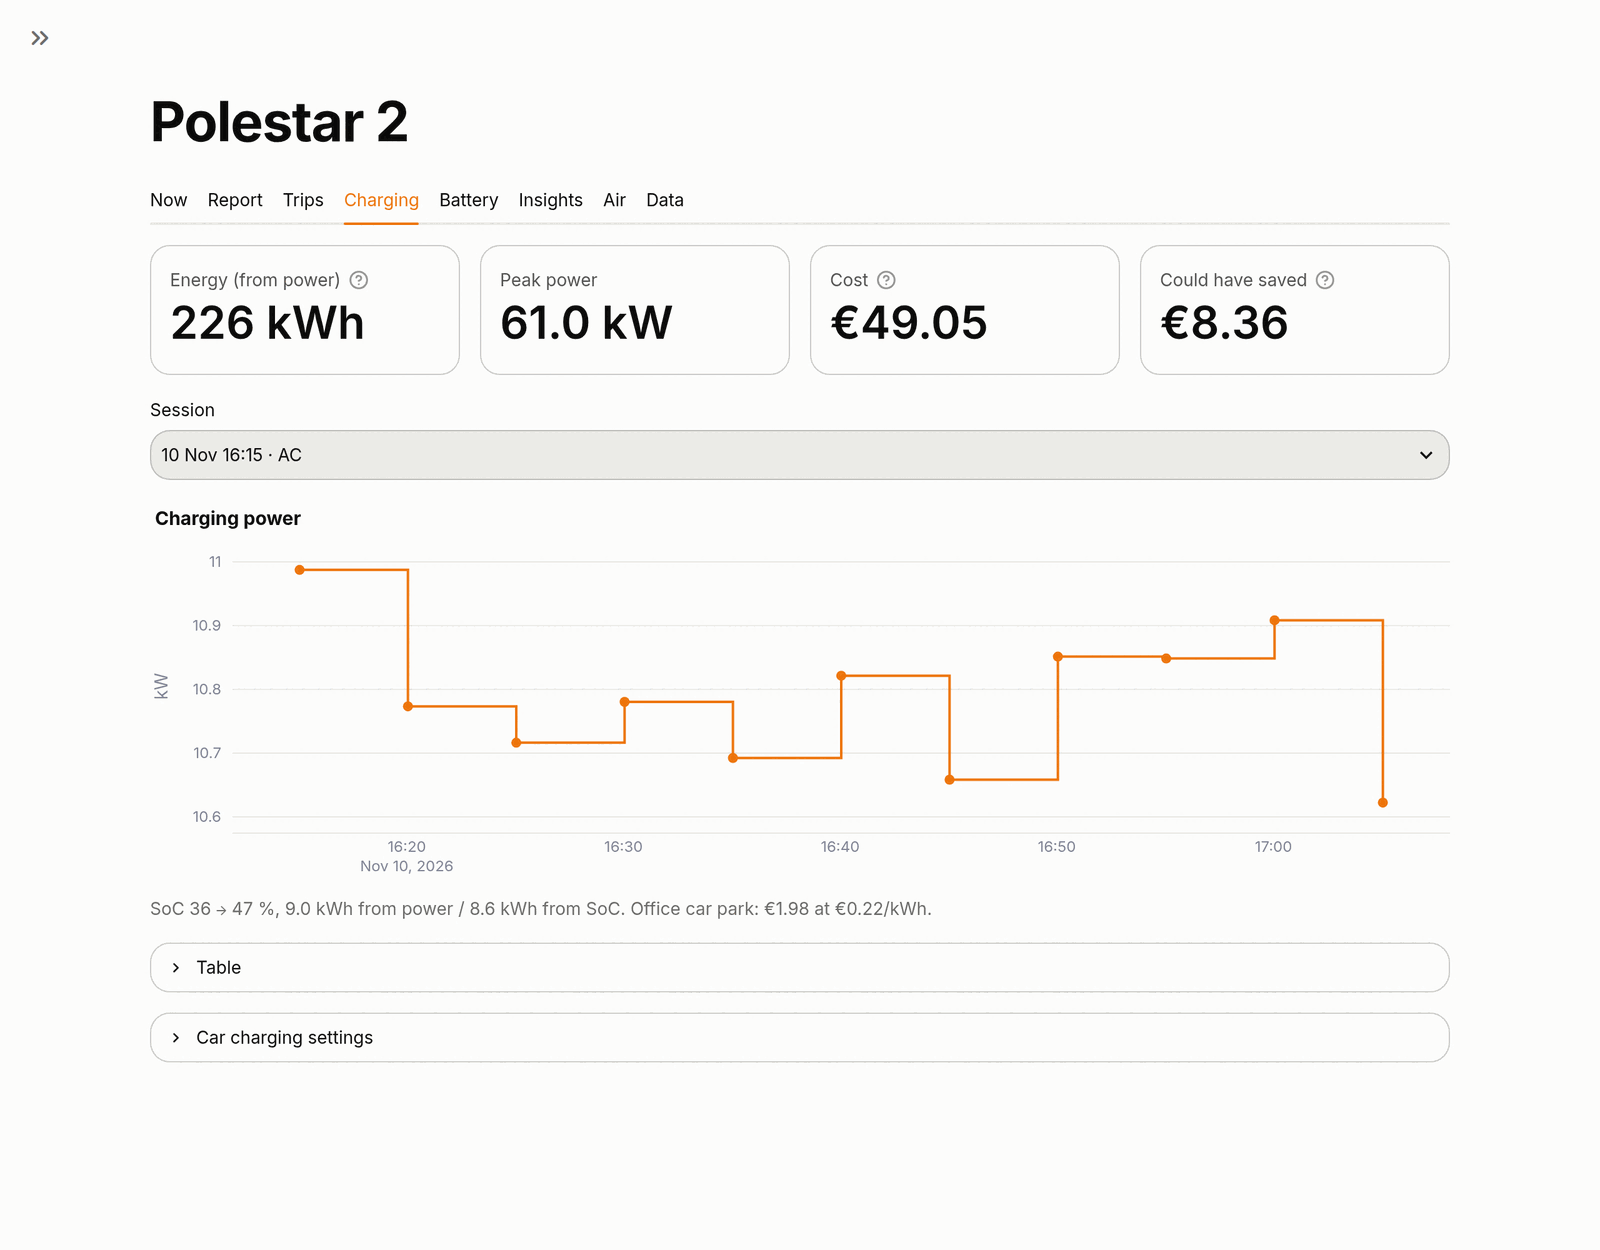 Polestar 2
Now Report Trips Charging Battery Insights Air Data
Energy (from power) Peak power Cost Could have saved
226 kWh 61.0 kW €49.05 €8.36
Session
10 Nov 16:15 · AC
Charging power
11
10.9
10.8
10.7
10.6
kW
16:20 16:30 16:40 16:50 17:00
Nov 10, 2026
SoC 36 → 47 %, 9.0 kWh from power / 8.6 kWh from SoC. Office car park: €1.98 at €0.22/kWh.
Table
Car charging settings